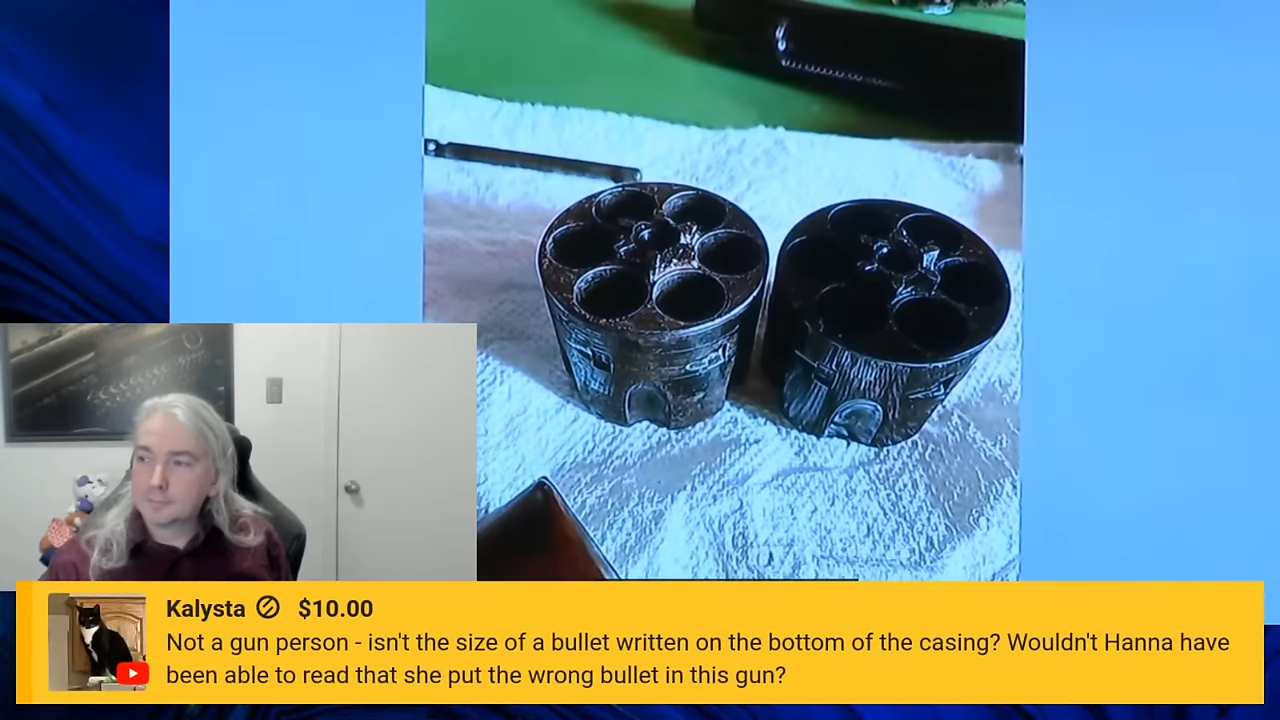 Kalysta $10.00
Not a gun person - isn't the size of a bullet written on the bottom of the casing? Wouldn't Hanna have
been able to read that she put the wrong bullet in this gun?